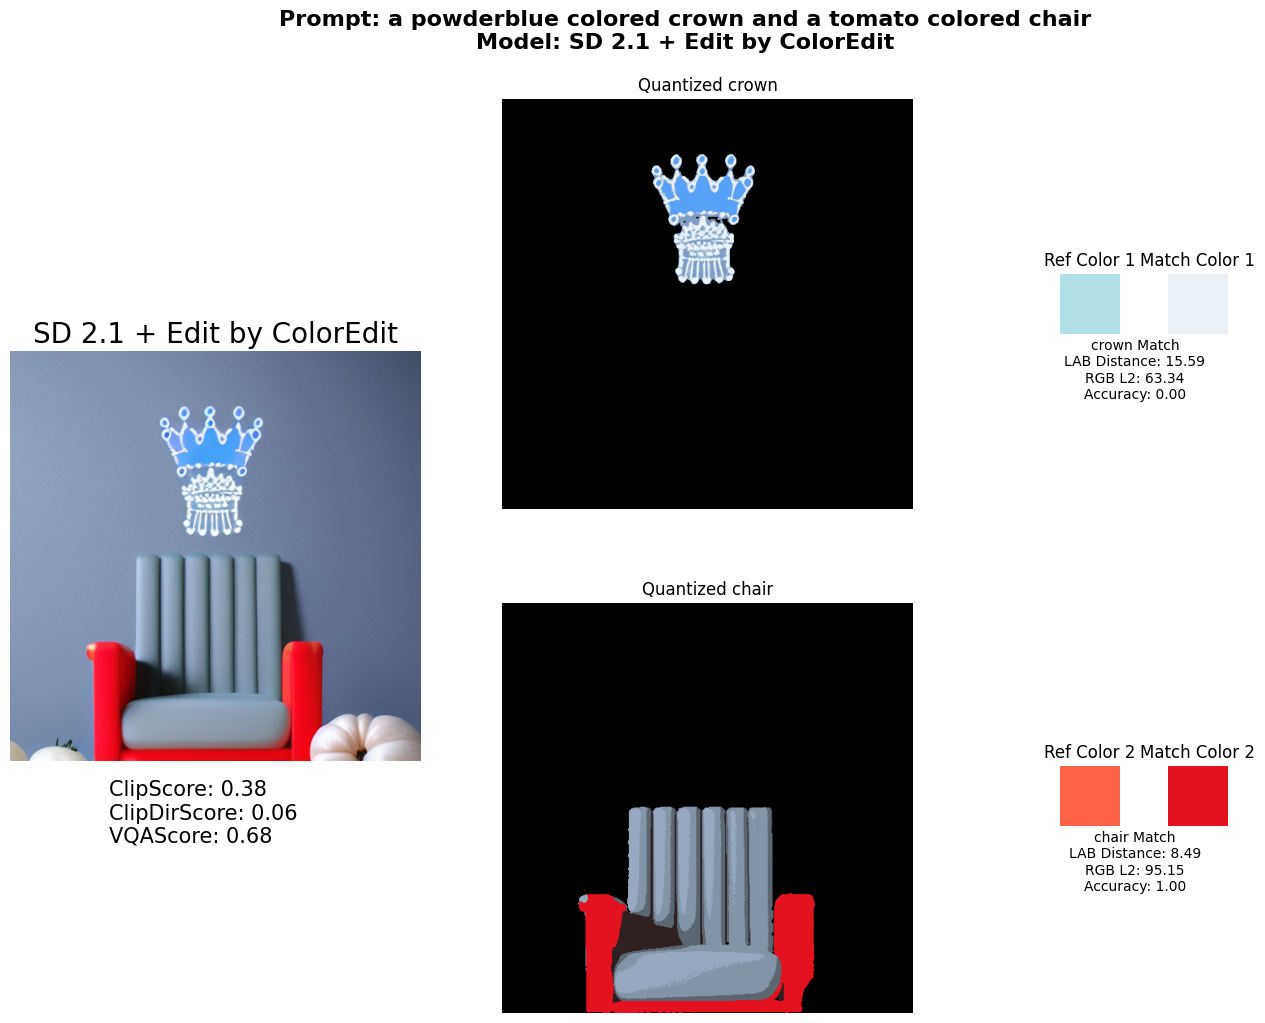 Prompt: a powderblue colored crown and a tomato colored chair
Model: SD 2.1 + Edit by ColorEdit
Quantized crown
Ref Color 1 Match Color 1
crown Match
LAB Distance: 15.59
RGB L2: 63.34
Accuracy: 0.00
SD 2.1 + Edit by ColorEdit
ClipScore: 0.38
ClipDirScore: 0.06
VQAScore: 0.68
Quantized chair
Ref Color 2 Match Color 2
chair Match
LAB Distance: 8.49
RGB L2: 95.15
Accuracy: 1.00